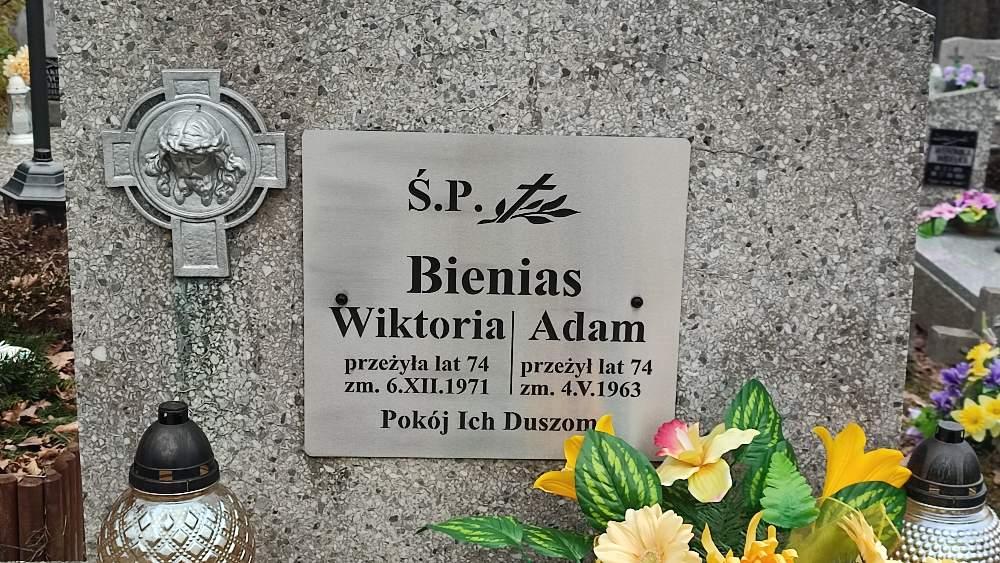 Ś.P.
Bienias
Wiktoria Adam
przeżyła lat 74 przeżył lat 74
zm. 6.XII.1971 zm. 4.V.1963
Pokój Ich Duszom